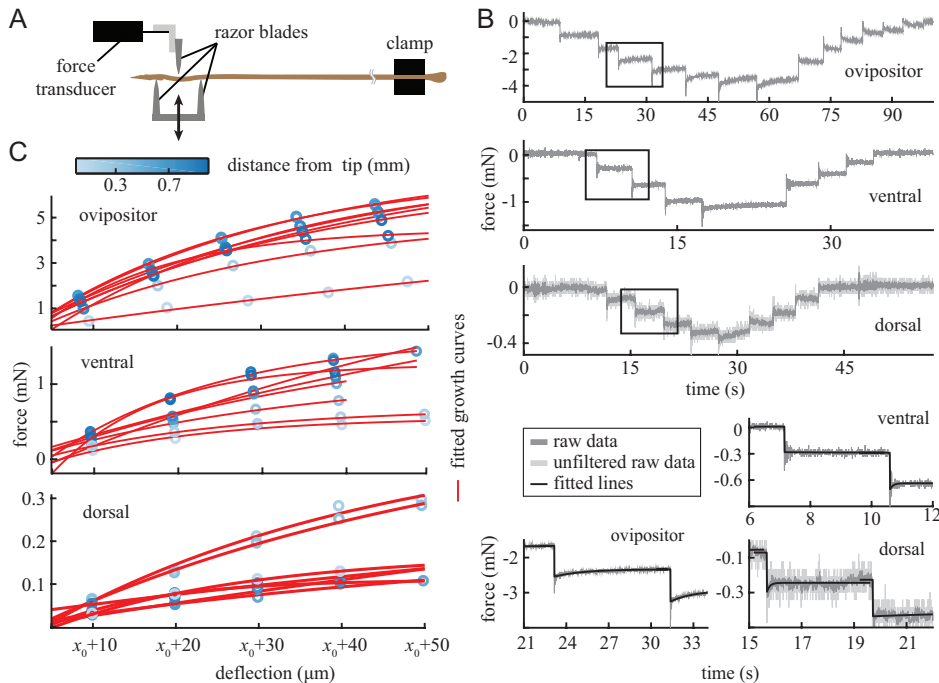 A
razor blades
clamp
force
transducer
B
0
-2
-4
ovipositor
0 15 30 45 60 75 90
force (mN)
0
-1
ventral
0 15 30
0
-0.4
dorsal
15 30 45
time (s)
C
distance from tip (mm)
0.3 0.7
ovipositor
5
3
1
ventral
1
0
force (mN)
dorsal
0.3
0.2
0.1
x0+10 x0+20 x0+30 x0+40 x0+50
deflection (μm)
fitted growth curves
raw data
unfiltered raw data
fitted lines
ventral
0
-0.3
-0.6
6 8 10 12
ovipositor
force (mN)
-2
-3
21 24 27 30 33
dorsal
-0.1
-0.3
15 16 17 19 21
time (s)